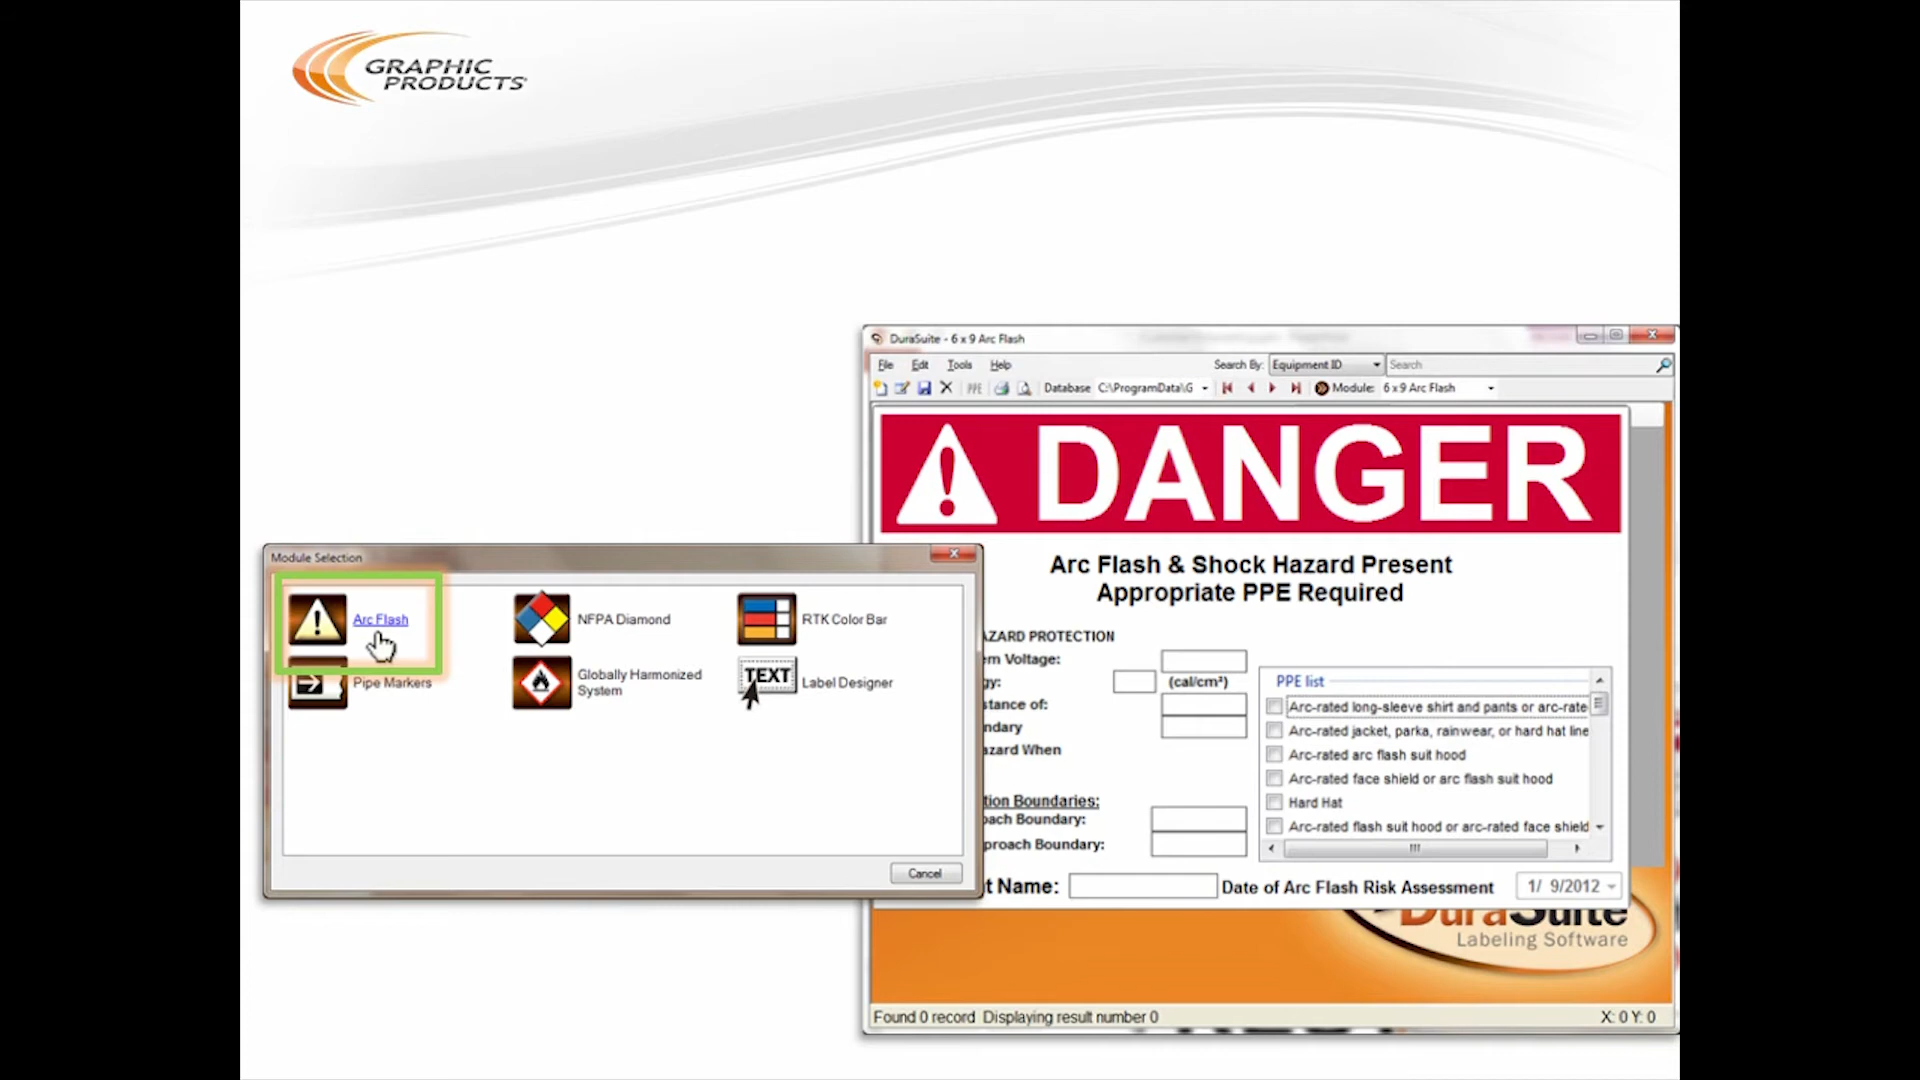 GRAPHIC
PRODUCTS
DuraSuite - 6 x 9 Arc Flash
File Edit Tools Help Search By: Equipment ID Search
PPE Database C:\ProgramData\G Module: 6 x 9 Arc Flash
DANGER
Arc Flash & Shock Hazard Present
Appropriate PPE Required
AZARD PROTECTION
em Voltage:
gy: (cal/cm²)
stance of:
ndary
azard When
tion Boundaries:
ach Boundary:
proach Boundary:
PPE list
Arc-rated long-sleeve shirt and pants or arc-rate
Arc-rated jacket, parka, rainwear, or hard hat line
Arc-rated arc flash suit hood
Arc-rated face shield or arc flash suit hood
Hard Hat
Arc-rated flash suit hood or arc-rated face shield
t Name: Date of Arc Flash Risk Assessment 1/ 9/2012
DuraSuite
Labeling Software
Found 0 record Displaying result number 0 X: 0 Y: 0
Module Selection
Arc Flash
NFPA Diamond
RTK Color Bar
Pipe Markers
Globally Harmonized
System
TEXT
Label Designer
Cancel